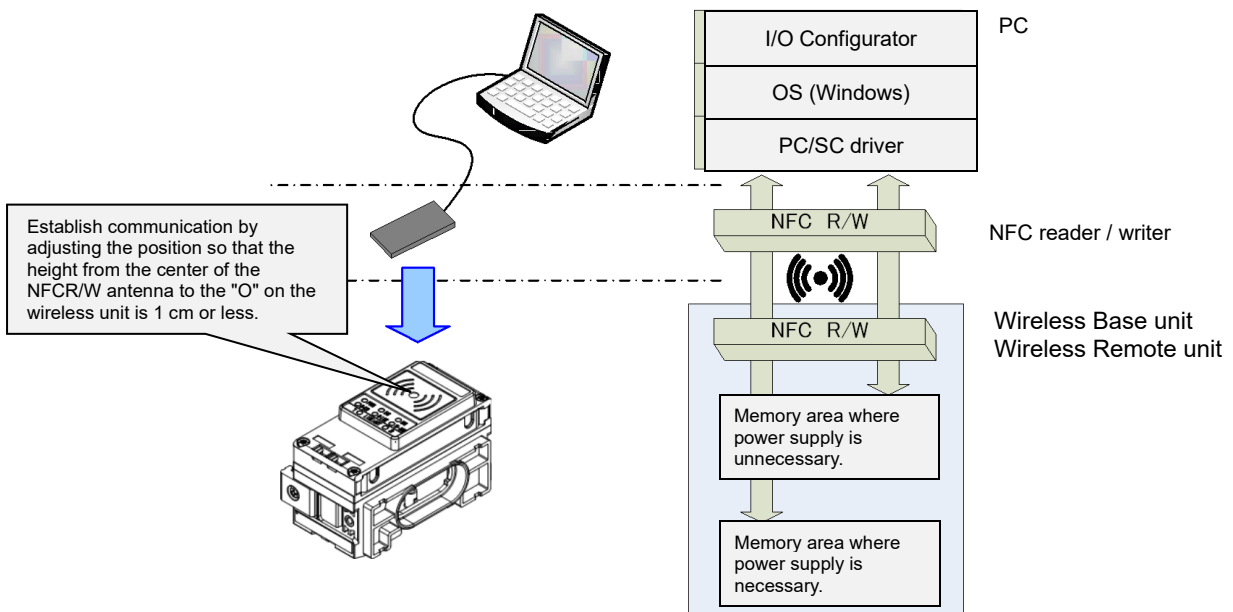 I/O Configurator
PC
OS (Windows)
PC/SC driver
Establish communication by
adjusting the position so that the
height from the center of the
NFCR/W antenna to the "O" on the
wireless unit is 1 cm or less.
NFC R/W
NFC reader / writer
NFC R/W
Wireless Base unit
Wireless Remote unit
Memory area where
power supply is
unnecessary.
Memory area where
power supply is
necessary.